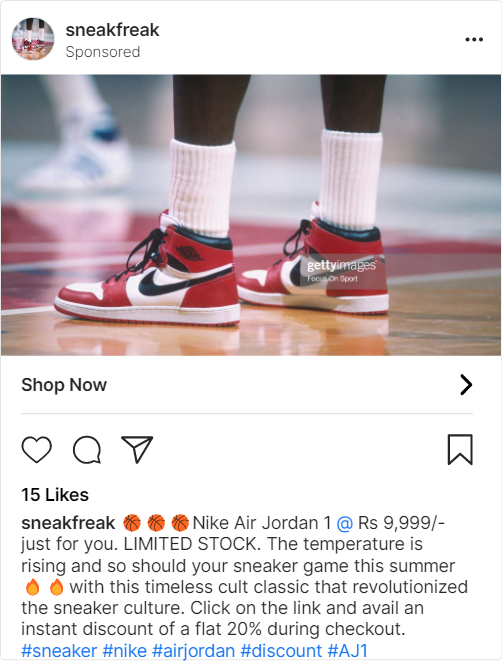 sneakfreak
Sponsored
gettyimages
Focus On Sport
Shop Now
15 Likes
sneakfreak 🏀 🏀 🏀 Nike Air Jordan 1 @ Rs 9,999/-
just for you. LIMITED STOCK. The temperature is
rising and so should your sneaker game this summer
🔥 🔥 with this timeless cult classic that revolutionized
the sneaker culture. Click on the link and avail an
instant discount of a flat 20% during checkout.
#sneaker #nike #airjordan #discount #AJ1